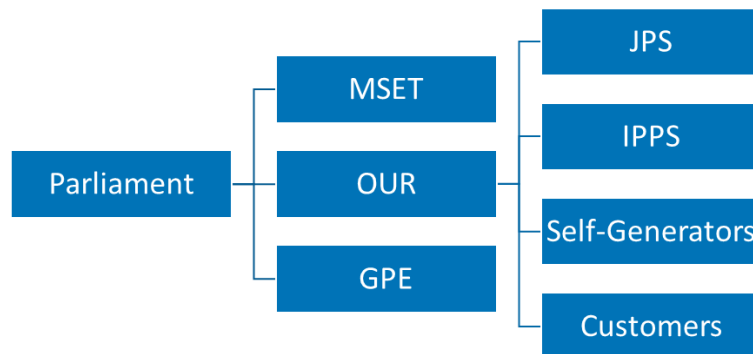 Parliament
MSET
OUR
GPE
JPS
IPPS
Self-Generators
Customers